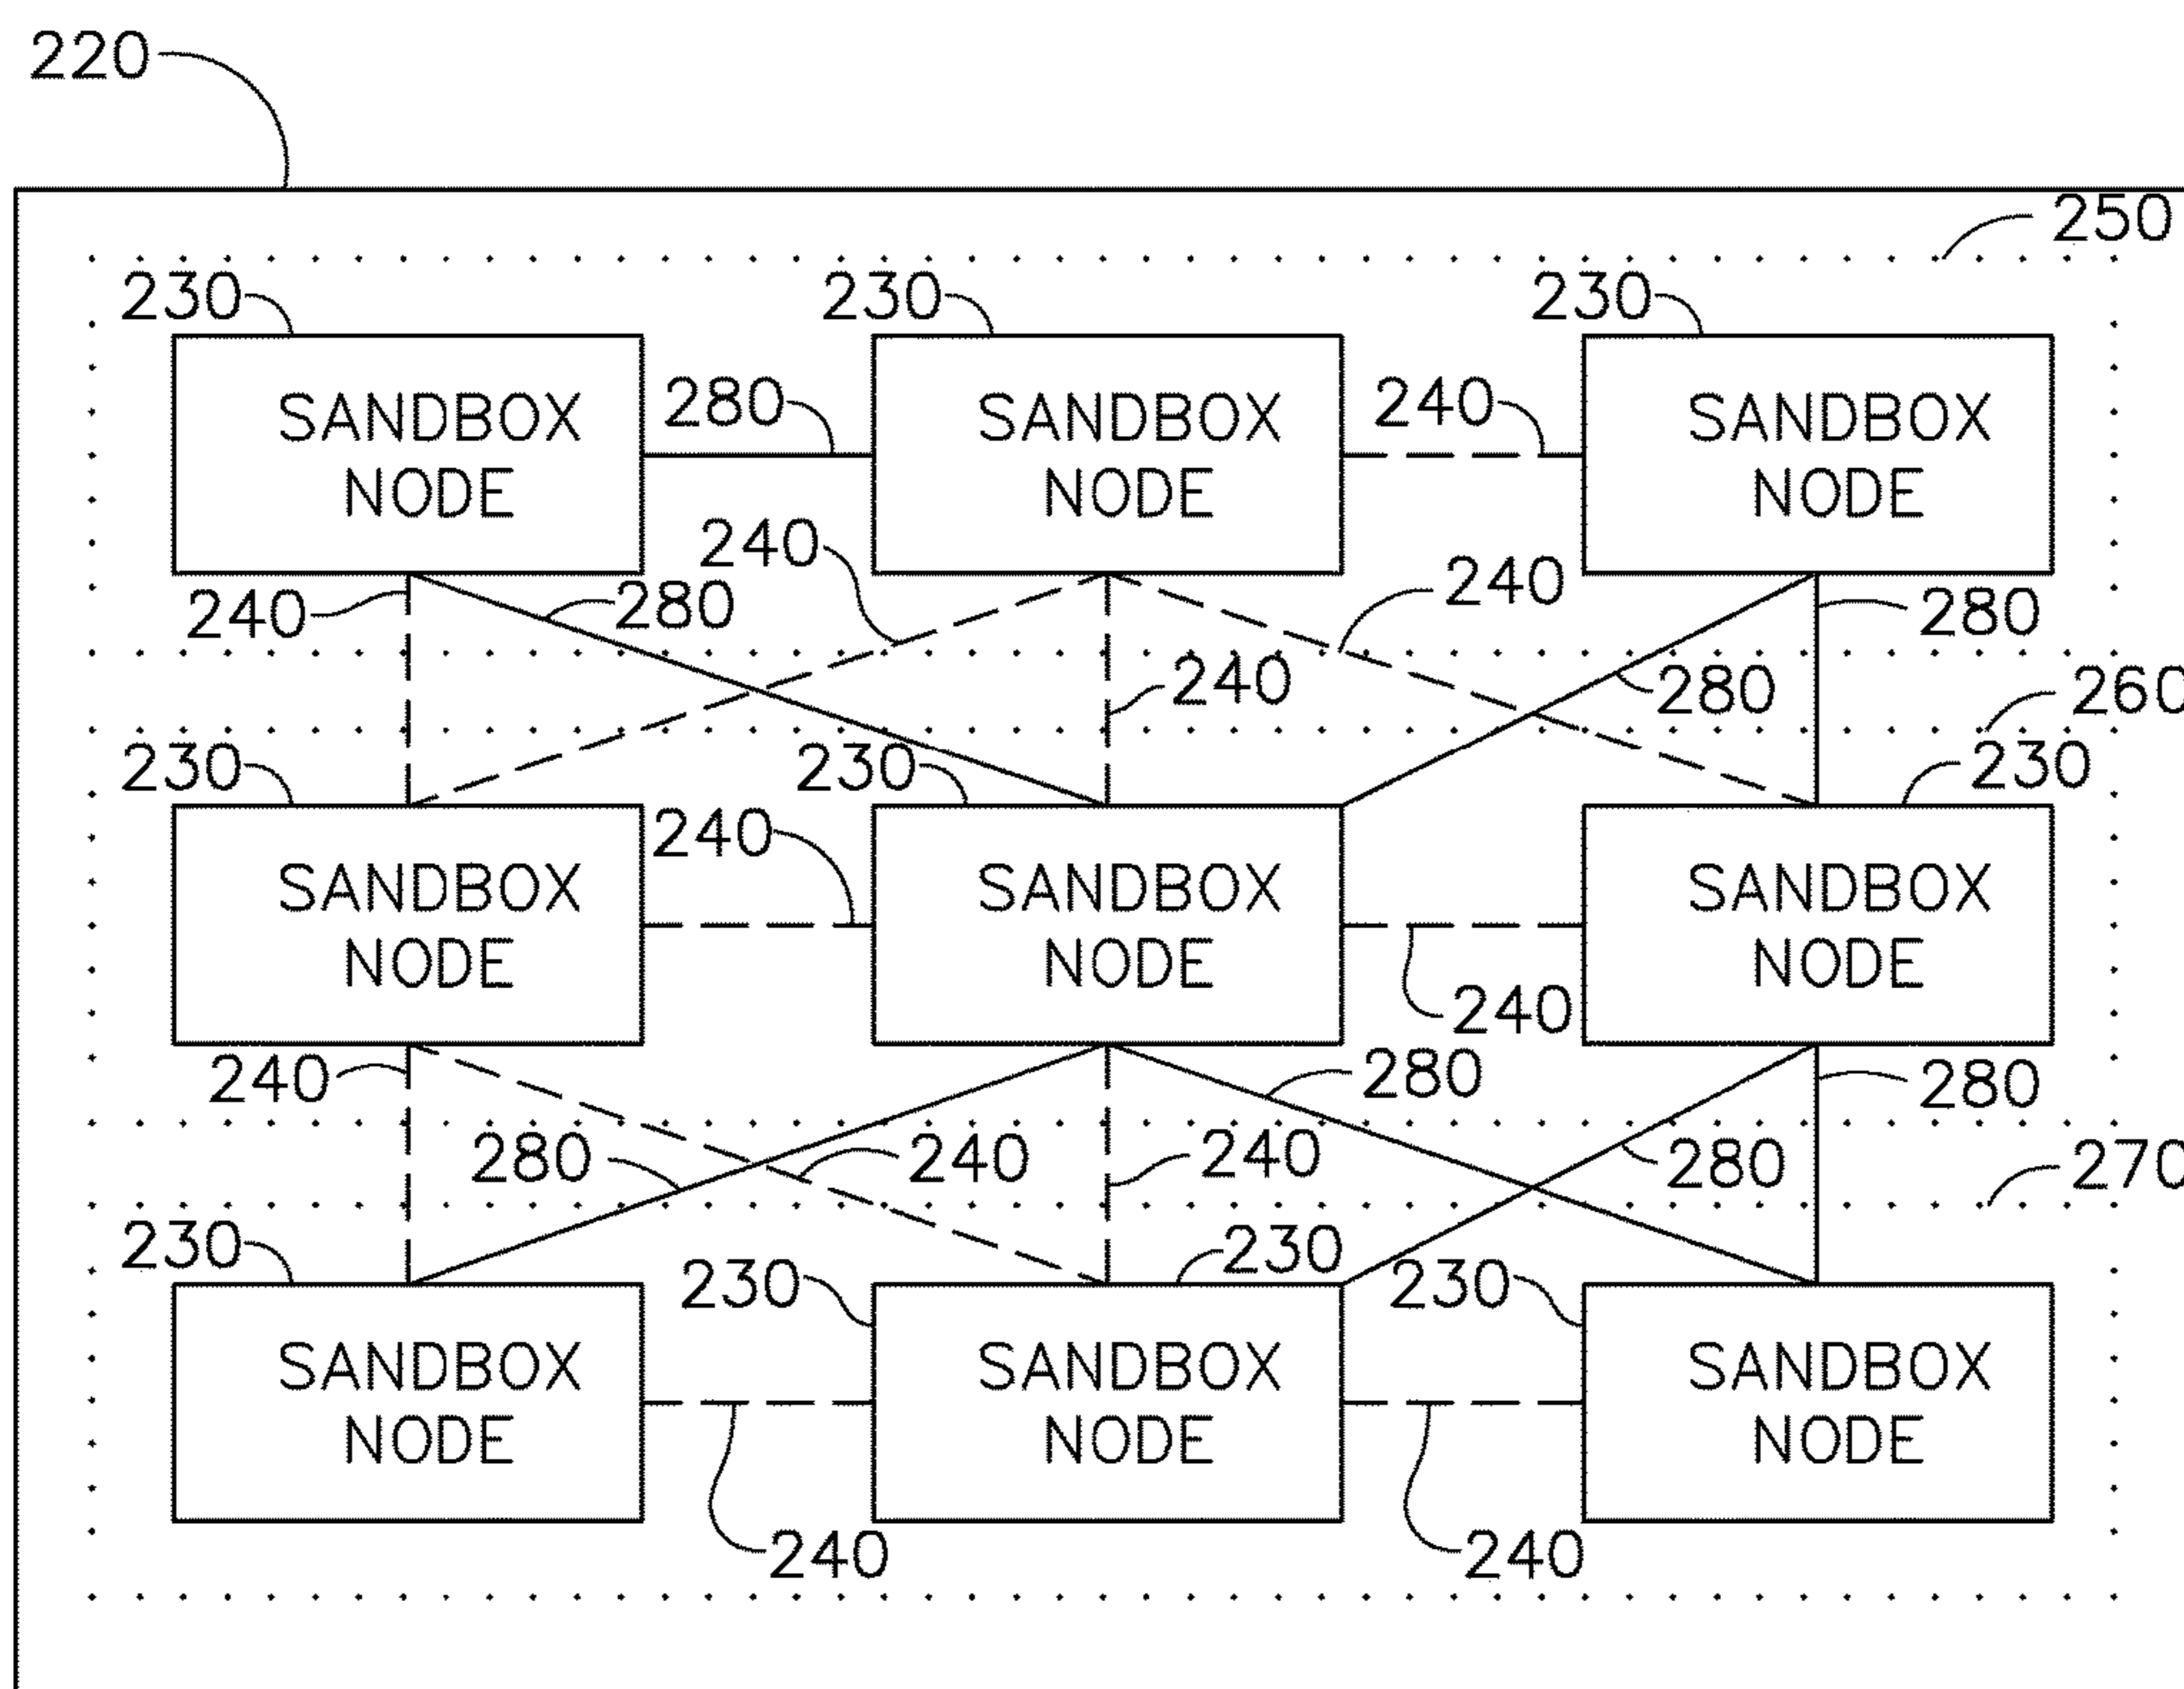 220
250
230 230 230
SANDBOX SANDBOX SANDBOX
NODE NODE NODE
280 240
240 240
240 280 280
240 280 260
230 230 230
240
SANDBOX SANDBOX SANDBOX
NODE NODE NODE
240
240 280 280
280 240 240 280 270
230 230 230 230
SANDBOX SANDBOX SANDBOX
NODE NODE NODE
240 240